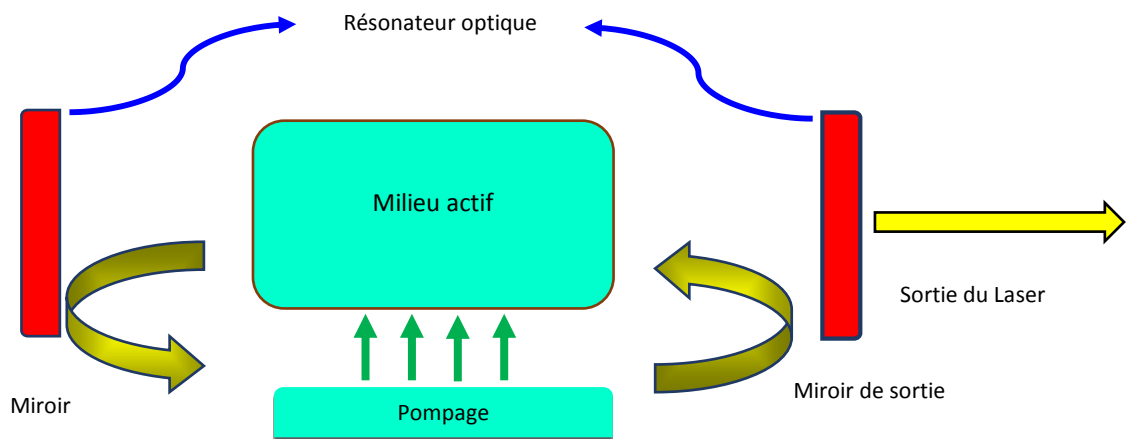 Résonateur optique
Milieu actif
Sortie du Laser
Miroir
Pompage
Miroir de sortie